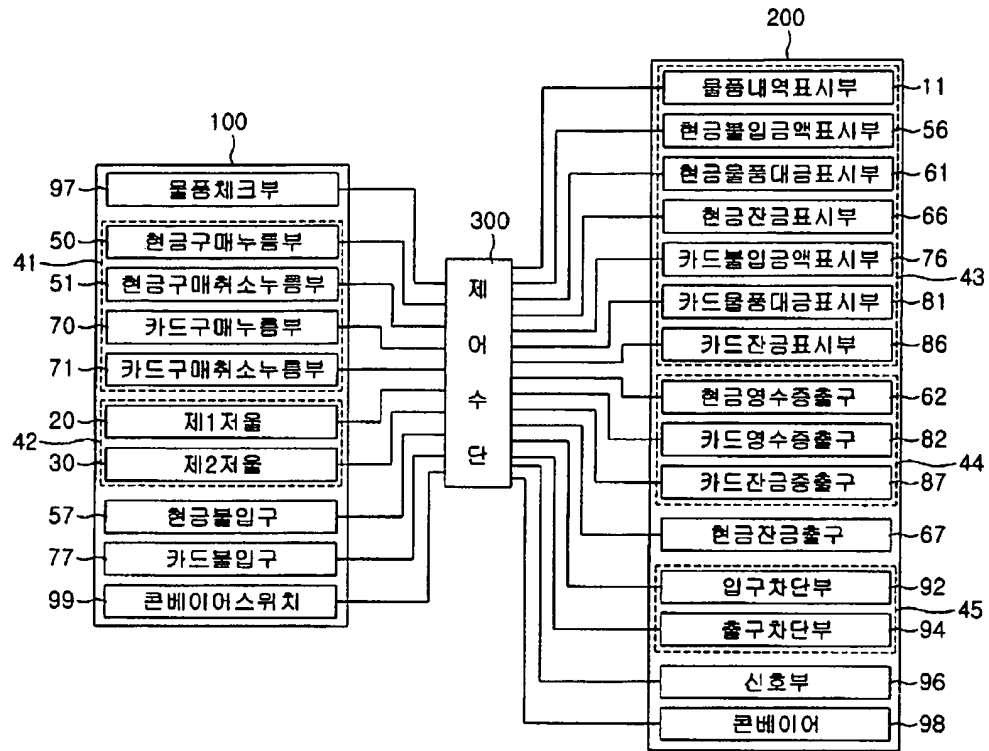 100
97 물품체크부
41
50 현금구매누름부
51 현금구매취소누름부
70 카드구매누름부
71 카드구매취소누름부
42
20 제1저울
30 제2저울
57 현금불입구
77 카드불입구
99 콘베이어스위치
300
제
어
수
단
200
물품내역표시부 11
현금불입금액표시부 56
현금물품대금표시부 61
현금잔금표시부 66
카드불입금액표시부 76
43
카드물품대금표시부 81
카드잔금표시부 86
현금영수증출구 62
카드영수증출구 82
44
카드잔금증출구 87
현금잔금출구 67
입구차단부 92
45
출구차단부 94
신호부 96
콘베이어 98